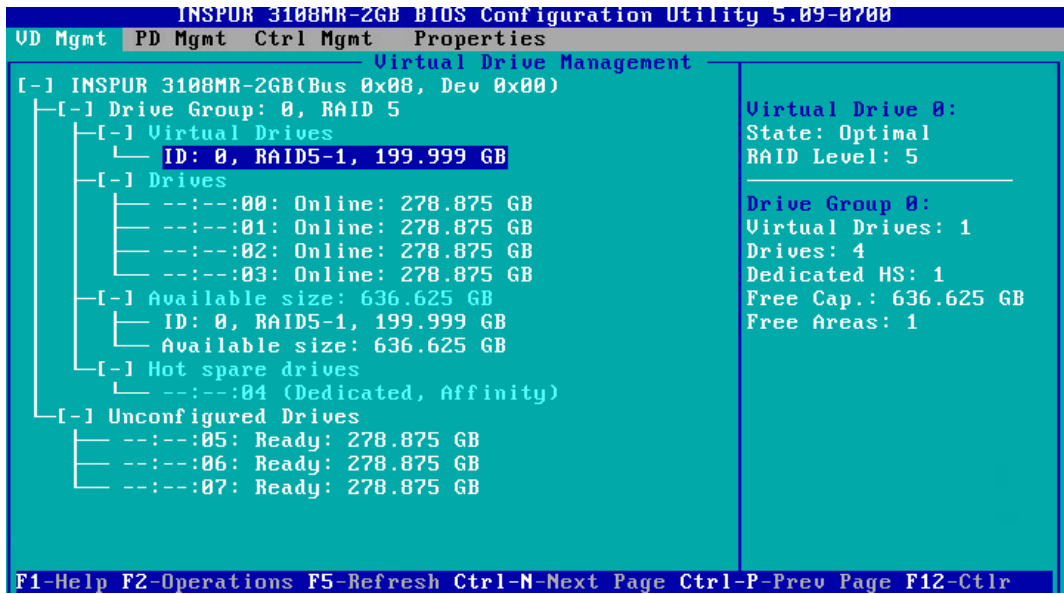 INSPUR 3108MR-2GB BIOS Configuration Utility 5.09-0700
VD Mgmt PD Mgmt Ctrl Mgmt Properties
Virtual Drive Management
[-] INSPUR 3108MR-2GB(Bus 0x08, Dev 0x00)
[-] Drive Group: 0, RAID 5
[-] Virtual Drives
ID: 0, RAID5-1, 199.999 GB
[-] Drives
--:--:00: Online: 278.875 GB
--:--:01: Online: 278.875 GB
--:--:02: Online: 278.875 GB
--:--:03: Online: 278.875 GB
[-] Available size: 636.625 GB
ID: 0, RAID5-1, 199.999 GB
Available size: 636.625 GB
[-] Hot spare drives
--:--:04 (Dedicated, Affinity)
[-] Unconfigured Drives
--:--:05: Ready: 278.875 GB
--:--:06: Ready: 278.875 GB
--:--:07: Ready: 278.875 GB
Virtual Drive 0:
State: Optimal
RAID Level: 5
Drive Group 0:
Virtual Drives: 1
Drives: 4
Dedicated HS: 1
Free Cap.: 636.625 GB
Free Areas: 1
F1-Help F2-Operations F5-Refresh Ctrl-N-Next Page Ctrl-P-Prev Page F12-Ctlr